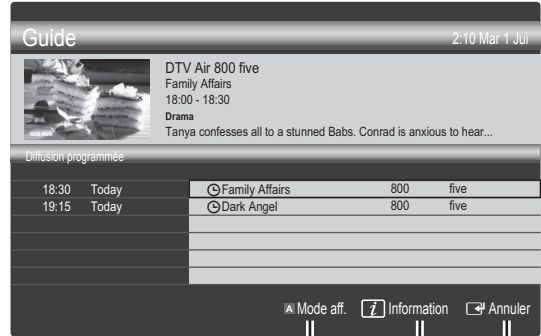 Guide 2:10 Mar 1 Jui
DTV Air 800 five
Family Affairs
18:00 - 18:30
Drama
Tanya confesses all to a stunned Babs. Conrad is anxious to hear...
800 five
Diffusion programmée
18:30 Today Family Affairs 800 five
19:15 Today Dark Angel 800 five
A Mode aff. i Information Annuler